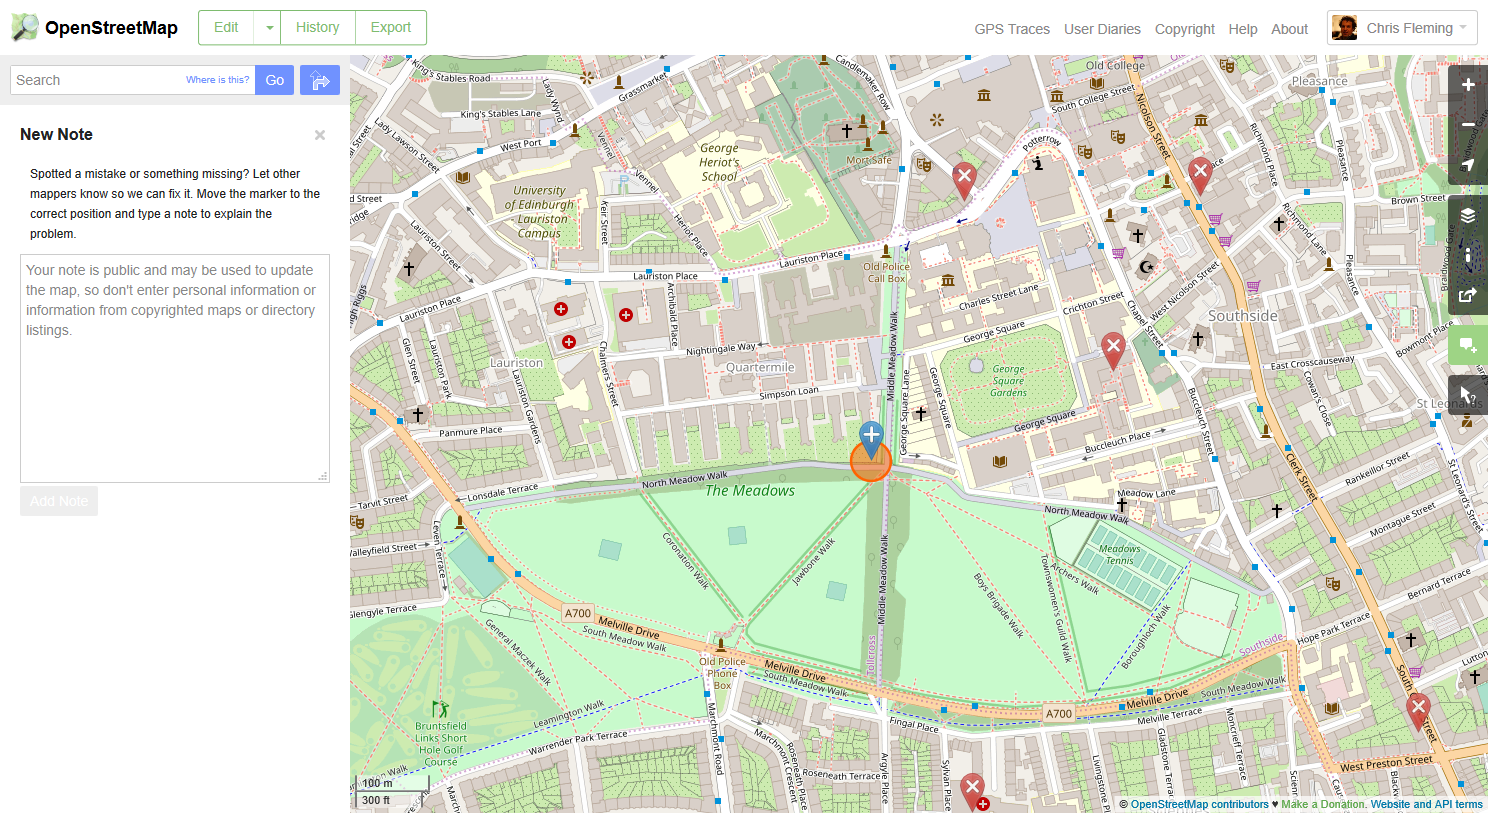 OpenStreetMap
Edit
History
Export
GPS Traces
User Diaries
Copyright
Help
About
Chris Fleming
Search
Where is this?
Go
New Note
Spotted a mistake or something missing? Let other
mappers know so we can fix it. Move the marker to the
correct position and type a note to explain the
problem.
Your note is public and may be used to update
the map, so don't enter personal information or
information from copyrighted maps or directory
listings.
Add Note
King's Stables Road
Lady Wynd
Grassmarket
Candlemaker Row
Old College
South College Street
Nicolson Street
Pleasance
King's Stables Lane
Lady Lawson Street
West Port
Vennel
Vennel
George
Heriot's
School
Mort Safe
Potterrow
Richmond Place
Pleasance
Brown Street
University
of Edinburgh
Lauriston
Campus
Keir Street
Heriot Place
Lauriston Street
Lauriston Place
Lauriston Place
Lauriston Place
Old Police
Call Box
Richmond Lane
Pleasance
Braidwood Gate
West Nicolson Street
Chapel Street
Crichton Street
Charles Street Lane
George Square
Southside
Archibald Place
Glen Street
Lauriston Park
Lauriston
Lauriston Gardens
Chalmers Street
Nightingale Way
Quartermile
Simpson Loan
Middle Meadow Walk
George Square Lane
George Square
George
Square
Gardens
George Square
East Crosscauseway
Bowmont Place
Cowan's Close
St Leonards
Buccleuch Street
Buccleuch Place
Panmure Place
Clerk Street
Rankeillor Street
St Leonard's Street
Lonsdale Terrace
North Meadow Walk
The Meadows
Meadow Lane
North Meadow Walk
Tarvit Street
Leven Terrace
Valleyfield Street
Montague Street
Meadows
Tennis
Coronation Walk
Jawbone Walk
Middle Meadow Walk
Boys Brigade Walk
Townswomen's Guild Walk
Archers Walk
Boroughloch Walk
Bernard Terrace
Glengyle Terrace
A700
Melville Drive
South Meadow Walk
General Maczek Walk
Tollcross
Southside
Hope Park Terrace
Lutton
Old Police
Phone
Box
Melville Drive
South Meadow Walk
A700
Melville Drive
South Meadow Walk
Melville Terrace
Fingal Place
Bruntsfield
Links Short
Hole Golf
Course
Leamington Walk
Warrender Park Terrace
Marchmont Road
Marchmont Crescent
Roseneath Place
Roseneath Terrace
Argyle Place
Sylvan Place
Livingstone Place
Gladstone Terrace
Moncrieff Terrace
West Preston Street
100 m
300 ft
© OpenStreetMap contributors ♥ Make a Donation. Website and API terms